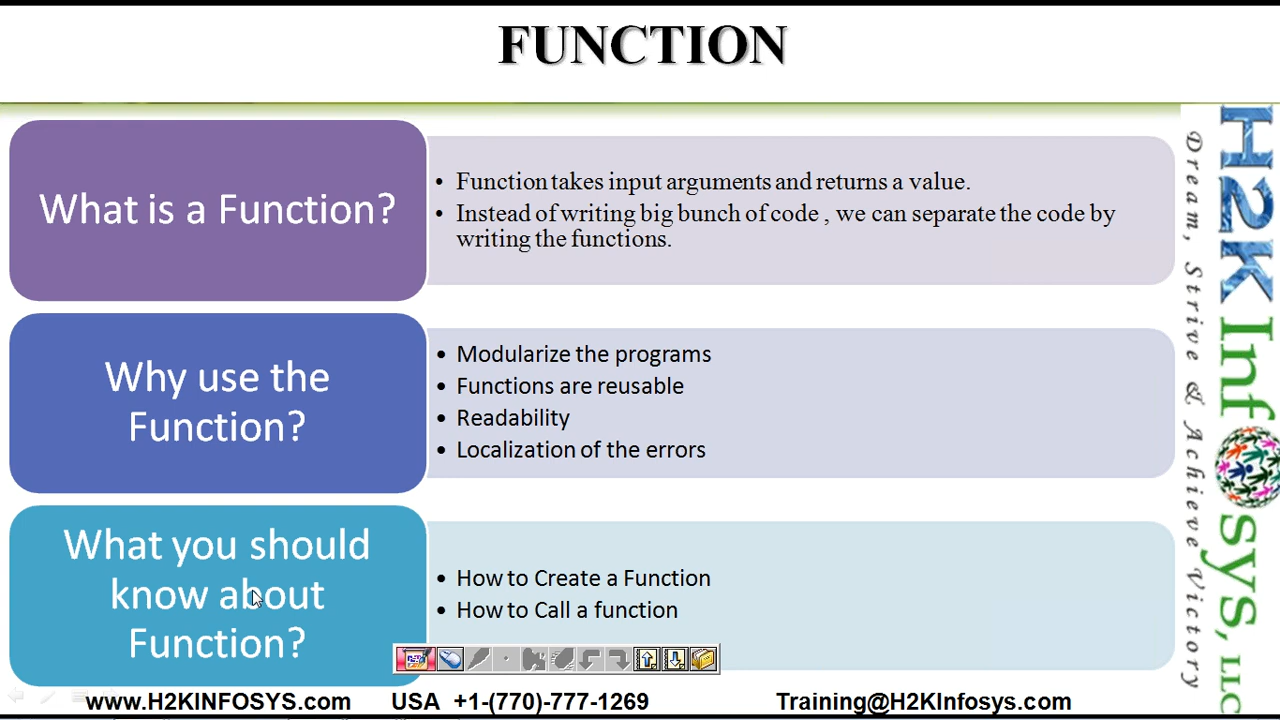 FUNCTION
What is a Function?
• Function takes input arguments and returns a value.
• Instead of writing big bunch of code , we can separate the code by
writing the functions.
Why use the
Function?
• Modularize the programs
• Functions are reusable
• Readability
• Localization of the errors
What you should
know about
Function?
• How to Create a Function
• How to Call a function
www.H2KINFOSYS.com USA +1-(770)-777-1269 Training@H2KInfosys.com
Dream, Strive & Achieve Victory
H2K Infosys, LLC